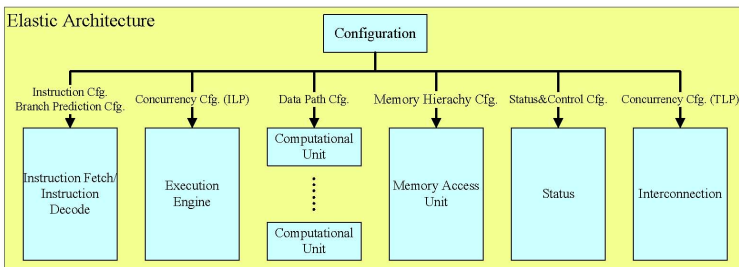 Elastic Architecture
Configuration
Instruction Cfg.
Branch Prediction Cfg.
Concurrency Cfg. (ILP)
Data Path Cfg.
Memory Hierachy Cfg.
Status&Control Cfg.
Concurrency Cfg. (TLP)
Instruction Fetch/
Instruction
Decode
Execution
Engine
Computational
Unit
Computational
Unit
Memory Access
Unit
Status
Interconnection